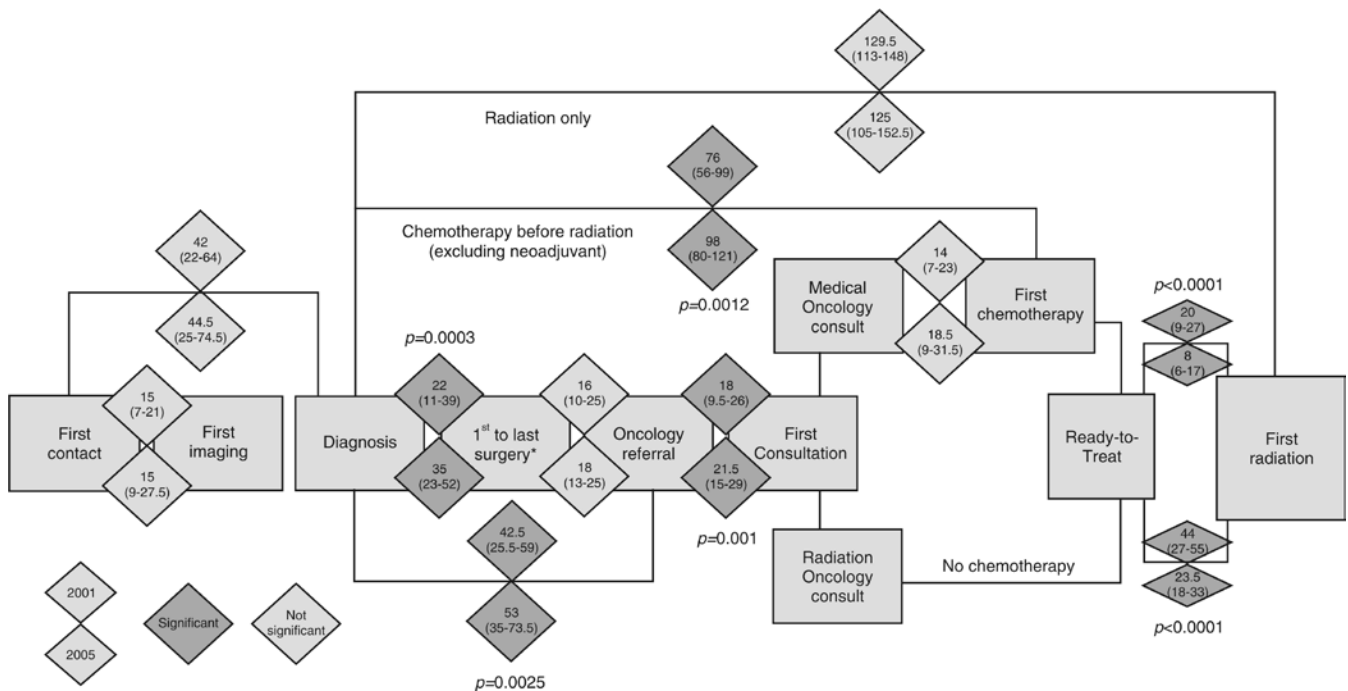 129.5
(113-148)
125
(105-152.5)
Radiation only
76
(56-99)
Chemotherapy before radiation
(excluding neoadjuvant)
98
(80-121)
p=0.0012
42
(22-64)
44.5
(25-74.5)
Medical
Oncology
consult
14
(7-23)
18.5
(9-31.5)
First
chemotherapy
p<0.0001
20
(9-27)
8
(6-17)
p=0.0003
First
contact
15
(7-21)
15
(9-27.5)
First
imaging
Diagnosis
22
(11-39)
35
(23-52)
1st to last
surgery*
16
(10-25)
18
(13-25)
Oncology
referral
18
(9.5-26)
21.5
(15-29)
First
Consultation
p=0.001
Ready-to-
Treat
First
radiation
42.5
(25.5-59)
53
(35-73.5)
p=0.0025
Radiation
Oncology
consult
No chemotherapy
44
(27-55)
23.5
(18-33)
p<0.0001
2001
2005
Significant
Not
significant